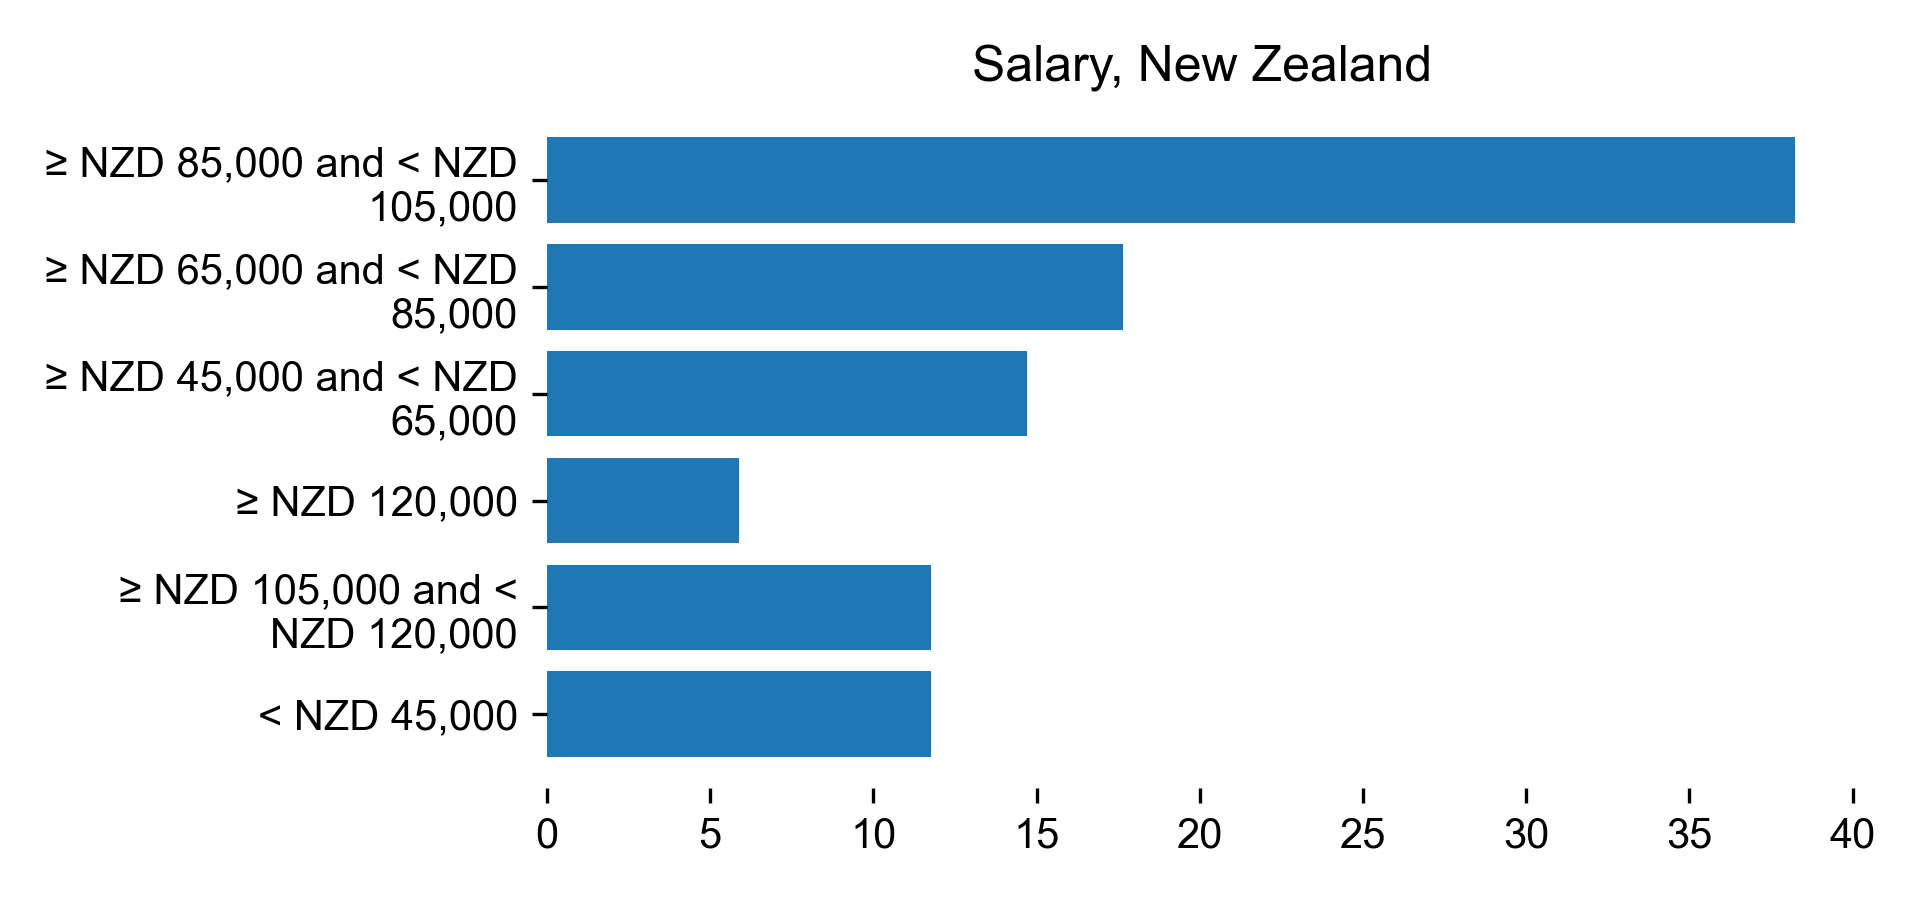 Salary, New Zealand
≥ NZD 85,000 and < NZD
105,000
≥ NZD 65,000 and < NZD
85,000
≥ NZD 45,000 and < NZD
65,000
≥ NZD 120,000
≥ NZD 105,000 and <
NZD 120,000
< NZD 45,000
0 5 10 15 20 25 30 35 40